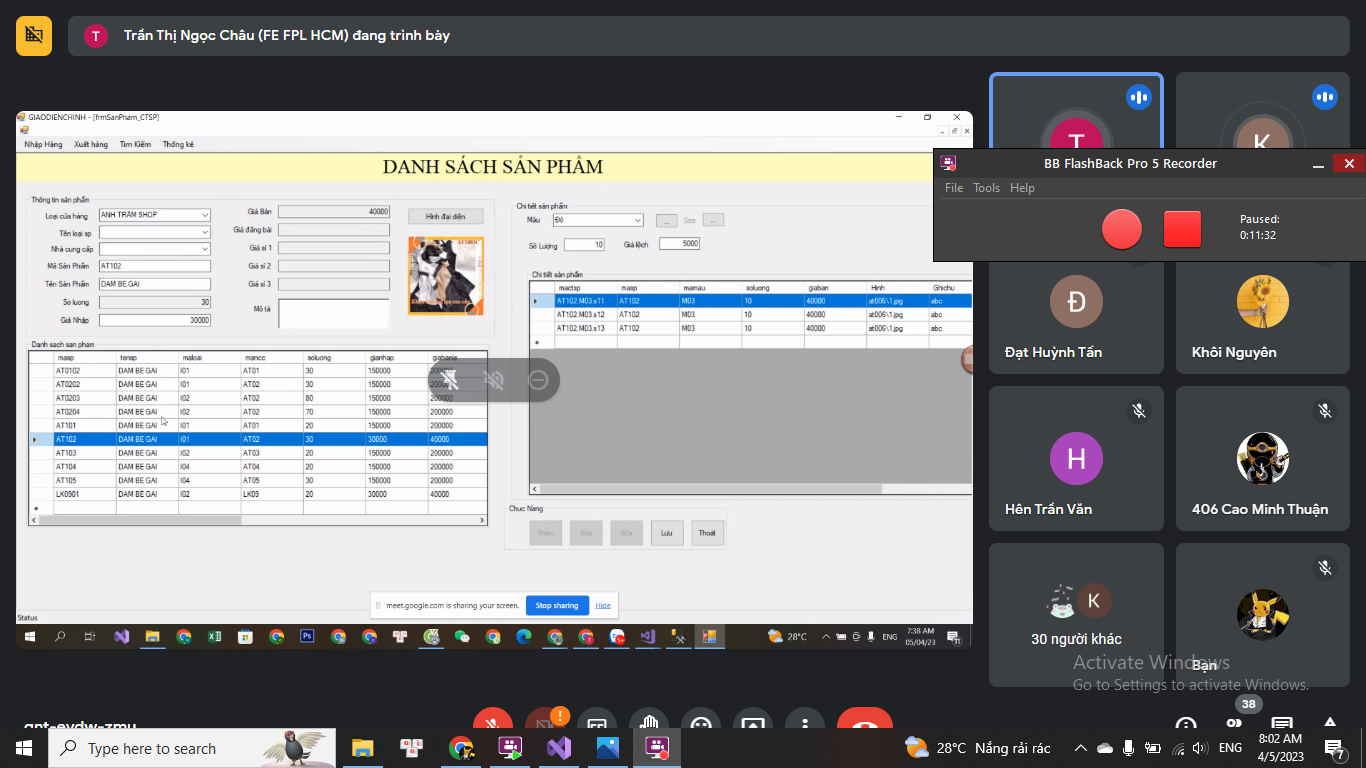 T
Trần Thị Ngọc Châu (FE FPL HCM) đang trình bày
GIAODIENCHINH - [frmSanPham_CTSP]
Nhập Hàng Xuất hàng Tìm Kiếm Thống kê
DANH SÁCH SẢN PHẨM
Thông tin sản phẩm
Loại cửa hàng ANH TRÂM SHOP
Tên loại sp
Nhà cung cấp
Mã Sản Phẩm AT102
Tên Sản Phẩm DAM BE GAI
So luong 30
Giá Nhập 30000
Giá Bán 40000
Giá đăng bài
Giá sỉ 1
Giá sỉ 2
Giá sỉ 3
Mô tả
Hình đại diện
Chi tiết sản phẩm
Màu Đỏ ... Size ...
Số Lượng 10 Giá lệch 5000
Chi tiết sản phẩm
mactsp masp mamau soluong giaban Hinh Ghichu
AT102.M03.s11 AT102 M03 10 40000 at006\1.jpg abc
AT102.M03.s12 AT102 M03 10 40000 at006\1.jpg abc
AT102.M03.s13 AT102 M03 10 40000 at006\1.jpg abc
Danh sach san pham
masp tensp maloai mancc soluong gianhap giabanle
AT0102 DAM BE GAI I01 AT01 30 150000
AT0202 DAM BE GAI I01 AT02 30 150000
AT0203 DAM BE GAI I02 AT02 80 150000 200000
AT0204 DAM BE GAI I02 AT02 70 150000 200000
AT101 DAM BE GAI I01 AT01 20 150000 200000
AT102 DAM BE GAI I01 AT02 30 30000 40000
AT103 DAM BE GAI I02 AT03 20 150000 200000
AT104 DAM BE GAI I04 AT04 20 150000 200000
AT105 DAM BE GAI I04 AT05 30 150000 200000
LK0901 DAM BE GAI I02 LK09 20 30000 40000
Chuc Nang
Thêm Xóa Sửa Lưu Thoát
meet.google.com is sharing your screen. Stop sharing Hide
Status
28°C ENG 7:38 AM
05/04/23
T K
BB FlashBack Pro 5 Recorder
File Tools Help
Paused:
0:11:32
Đ
Đạt Huỳnh Tấn Khôi Nguyên
H
Hên Trần Văn 406 Cao Minh Thuận
K
30 người khác Bạn
Activate Windows
Go to Settings to activate Windows.
38
qnt-eydw-zmu
Type here to search
28°C Nắng rải rác ENG 8:02 AM
4/5/2023
7